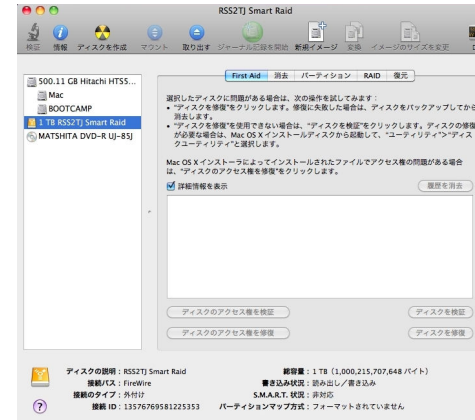 RSS2TJ Smart Raid
検証 情報 ディスクを作成 マウント 取り出す ジャーナル記録を開始 新規イメージ 変換 イメージのサイズを変更
500.11 GB Hitachi HTS5...
Mac
BOOTCAMP
1 TB RSS2TJ Smart Raid
MATSHITA DVD-R UJ-85J
First Aid 消去 パーティション RAID 復元
選択したディスクに問題がある場合は、次の操作を試してみます：
• "ディスクを修復"をクリックします。修復に失敗した場合は、ディスクをバックアップしてから
消去します。
• "ディスクを修復"を使用できない場合は、"ディスクを検証"をクリックします。ディスクの修復
が必要な場合は、Mac OS X インストールディスクから起動して、"ユーティリティ">"ディス
クユーティリティ"と選択します。
Mac OS X インストーラによってインストールされたファイルでアクセス権の問題がある場合
は、"ディスクのアクセス権を修復"をクリックします。
詳細情報を表示
履歴を消去
ディスクのアクセス権を検証
ディスクを検証
ディスクのアクセス権を修復
ディスクを修復
ディスクの説明：RSS2TJ Smart Raid
接続バス：FireWire
接続のタイプ：外付け
接続 ID：13576769581225353
総容量：1 TB（1,000,215,707,648 バイト）
書き込み状況：読み出し／書き込み
S.M.A.R.T. 状況：非対応
パーティションマップ方式：フォーマットされていません